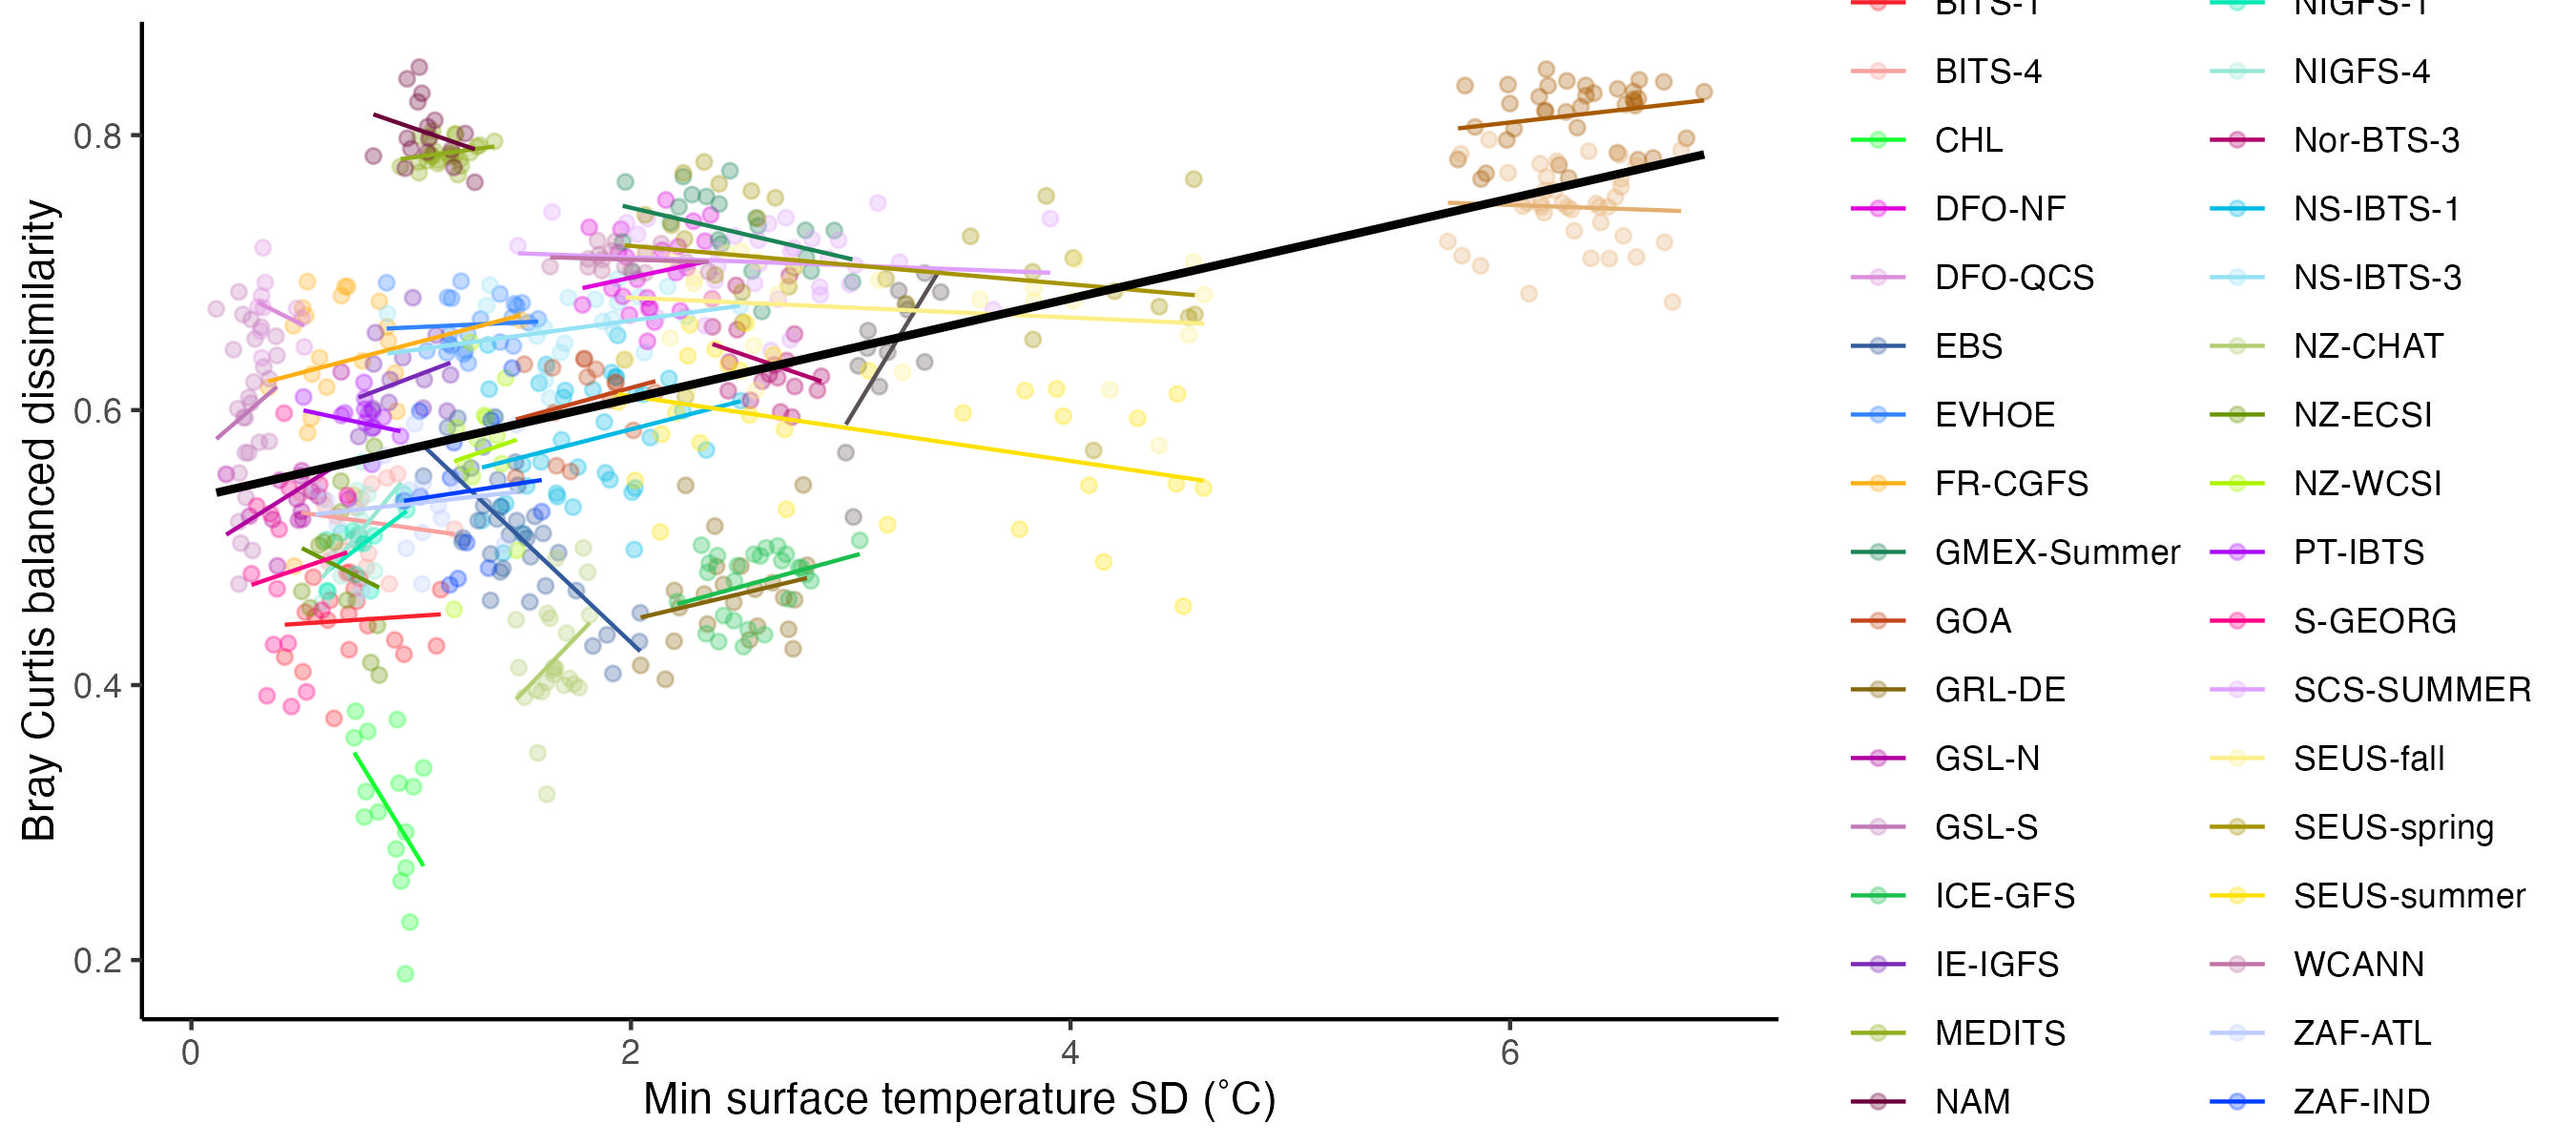 BITS-1
NIGFS-1
BITS-4
NIGFS-4
CHL
Nor-BTS-3
DFO-NF
NS-IBTS-1
DFO-QCS
NS-IBTS-3
EBS
NZ-CHAT
EVHOE
NZ-ECSI
FR-CGFS
NZ-WCSI
GMEX-Summer
PT-IBTS
GOA
S-GEORG
GRL-DE
SCS-SUMMER
GSL-N
SEUS-fall
GSL-S
SEUS-spring
ICE-GFS
SEUS-summer
IE-IGFS
WCANN
MEDITS
ZAF-ATL
NAM
ZAF-IND
Bray Curtis balanced dissimilarity
0.8
0.6
0.4
0.2
0
2
4
6
Min surface temperature SD (˚C)